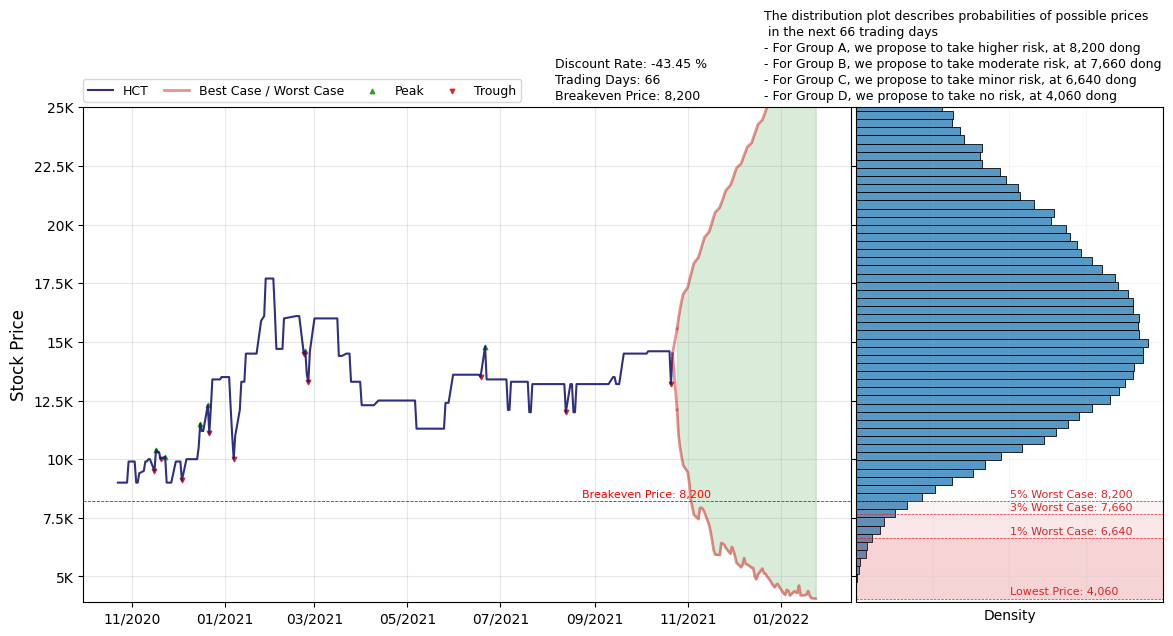 The distribution plot describes probabilities of possible prices
in the next 66 trading days
- For Group A, we propose to take higher risk, at 8,200 dong
- For Group B, we propose to take moderate risk, at 7,660 dong
- For Group C, we propose to take minor risk, at 6,640 dong
- For Group D, we propose to take no risk, at 4,060 dong
Discount Rate: -43.45 %
Trading Days: 66
Breakeven Price: 8,200
HCT Best Case / Worst Case Peak Trough
25K
22.5K
20K
17.5K
15K
12.5K
10K
7.5K
5K
Stock Price
Breakeven Price: 8,200
5% Worst Case: 8,200
3% Worst Case: 7,660
1% Worst Case: 6,640
Lowest Price: 4,060
11/2020 01/2021 03/2021 05/2021 07/2021 09/2021 11/2021 01/2022
Density